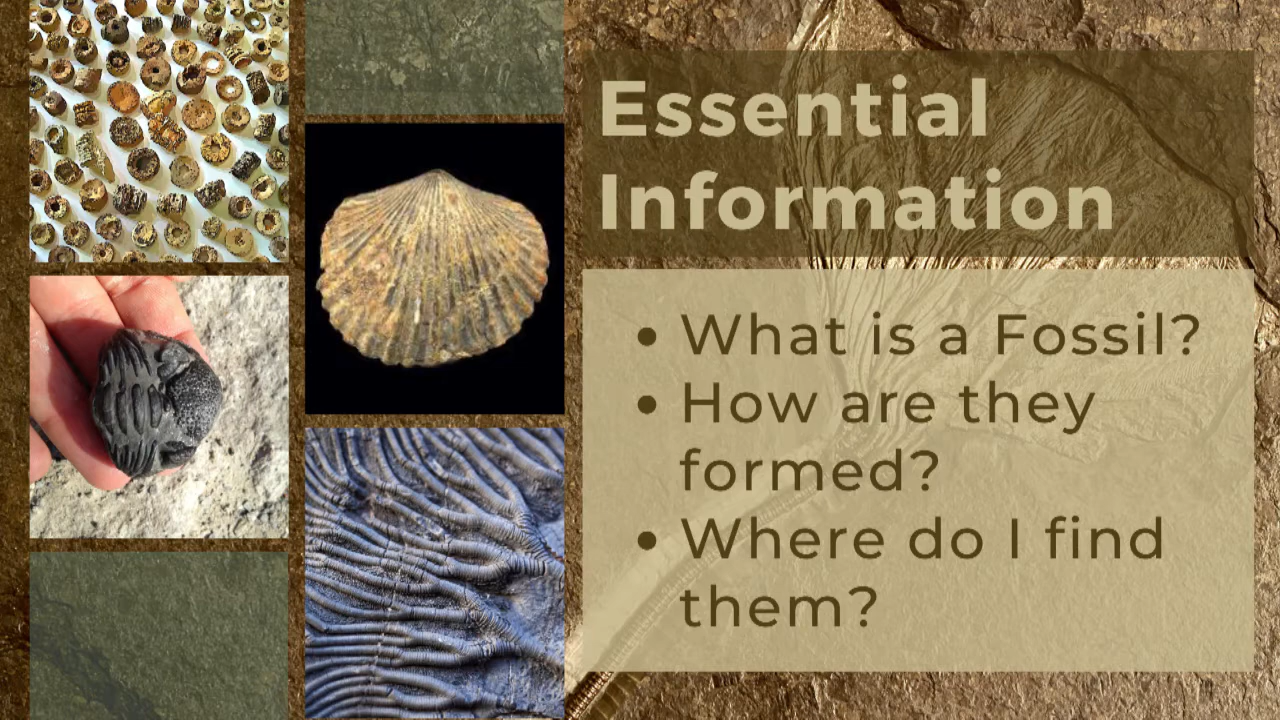 Essential
Information
• What is a Fossil?
• How are they
formed?
• Where do I find
them?